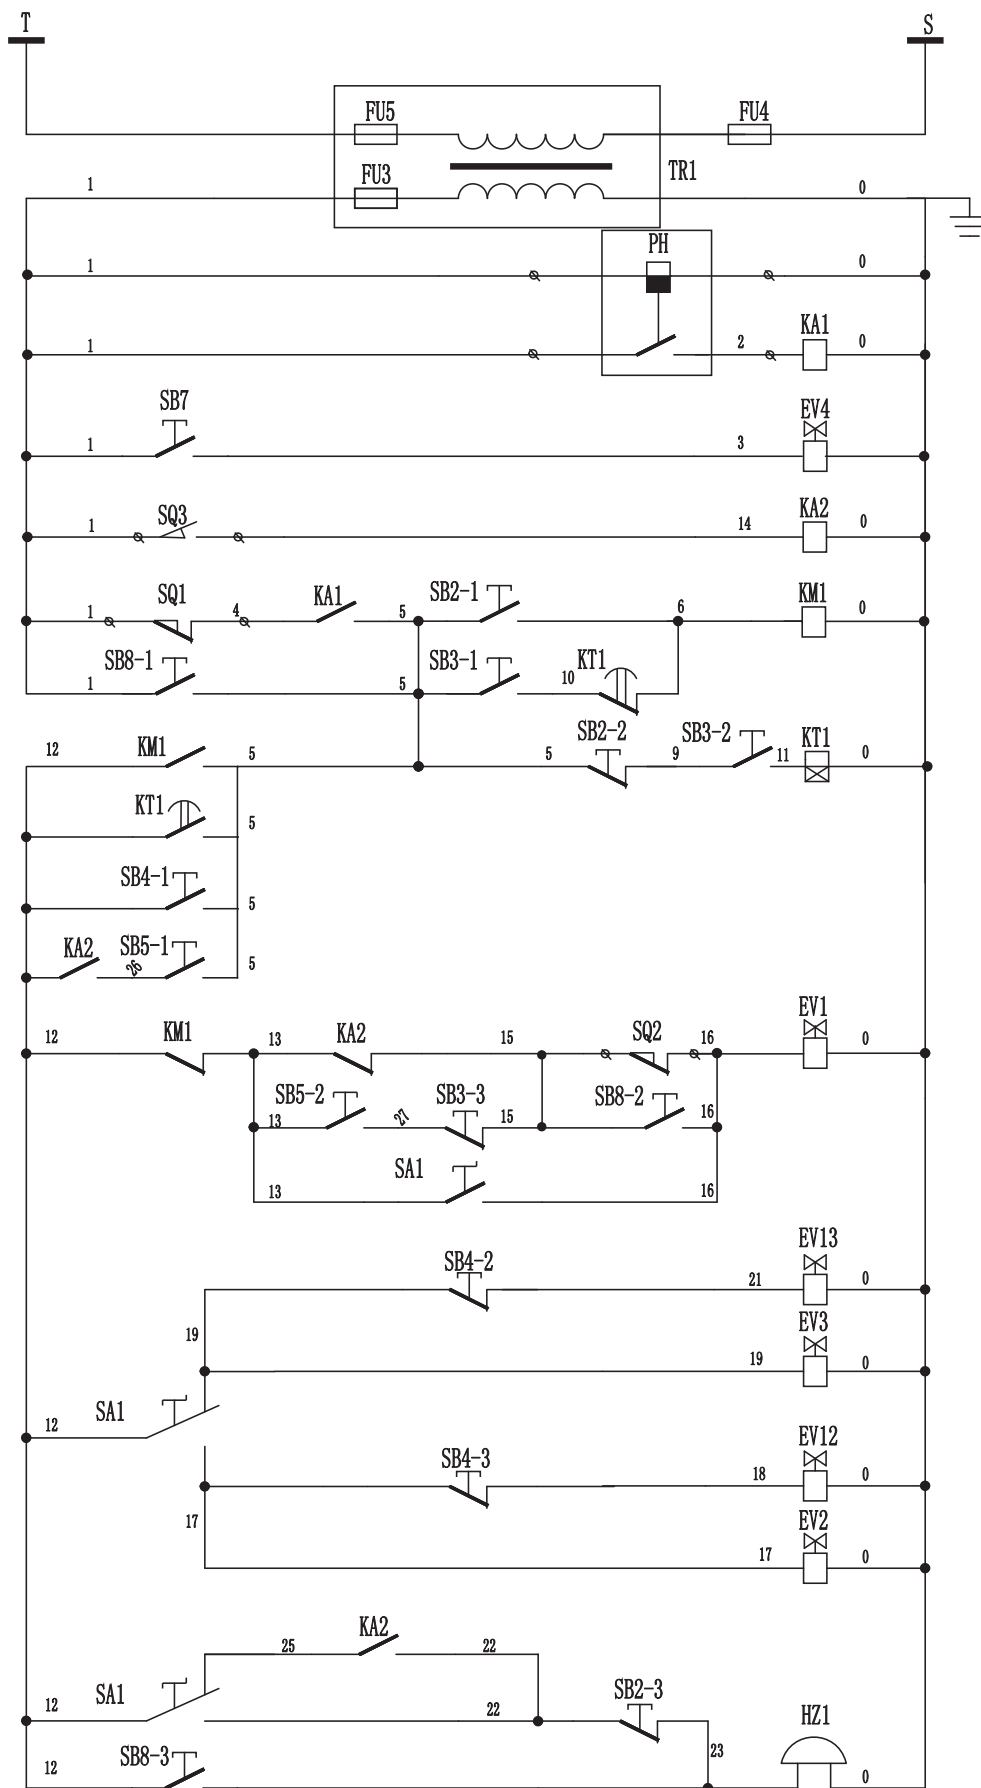 T S
FU5 FU4
FU3 TR1
1 0
PH
1 0
KA1
1 2 0
SB7 EV4
1 3
SQ3 KA2
1 14 0
SQ1 KA1 SB2-1 KM1
1 4 5 6 0
SB8-1 SB3-1 KT1
1 5 10
KM1 SB2-2 SB3-2 KT1
12 5 5 9 11 0
KT1
5
SB4-1
5
KA2 SB5-1
26 5
KM1 KA2 SQ2 EV1
12 13 15 16 0
SB5-2 SB3-3 SB8-2
13 27 15 16
SA1
13 16
SB4-2 EV13
21 0
19 EV3
19 0
SA1
12
SB4-3 EV12
18 0
17 EV2
17 0
KA2
25 22
SA1 SB2-3 HZ1
12 22
SB8-3 23
12 0